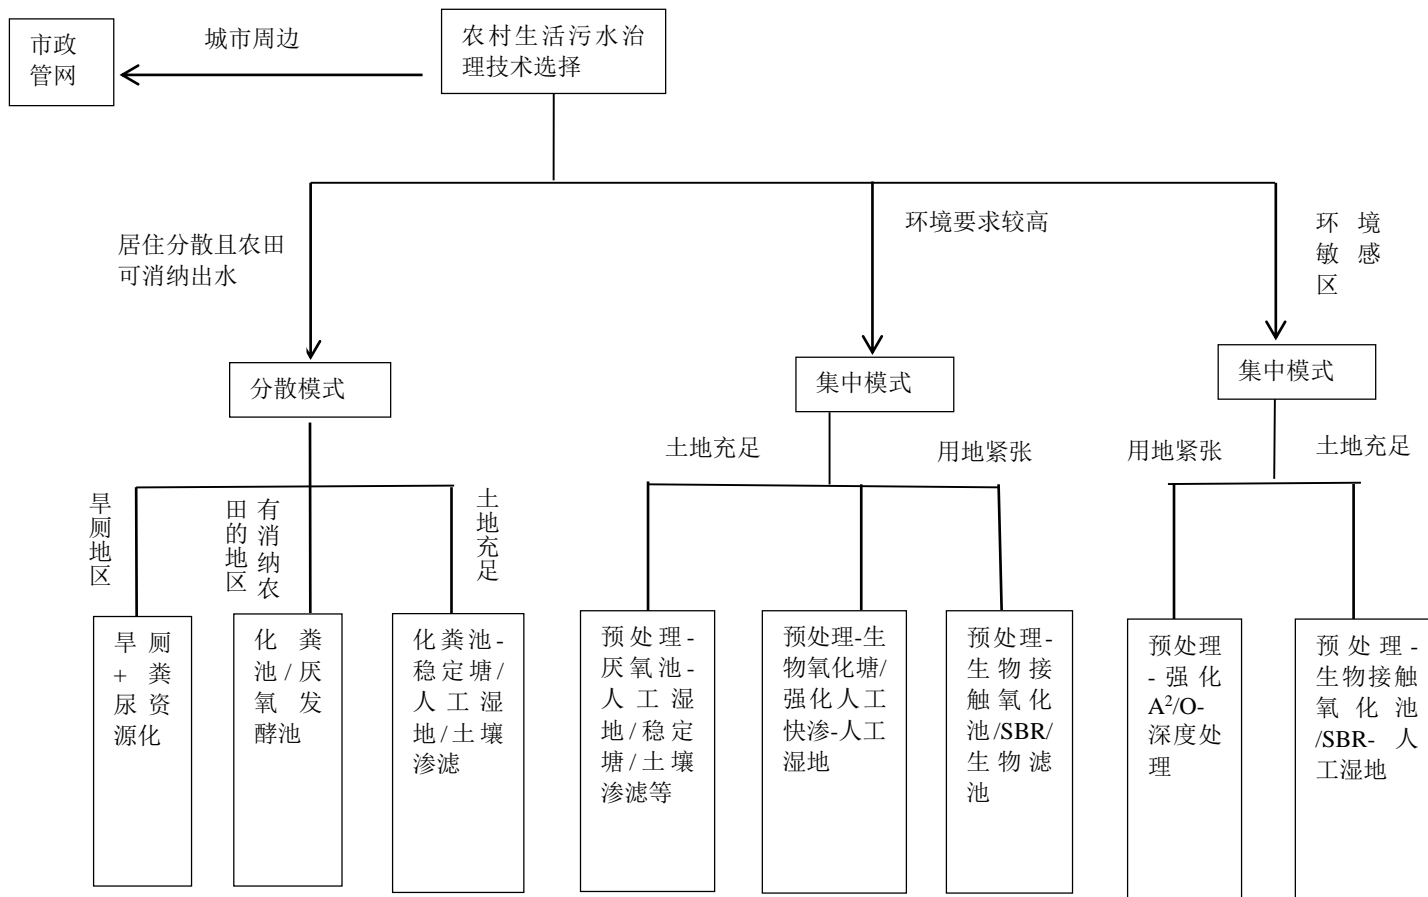 市政
管网
城市周边
农村生活污水治
理技术选择
居住分散且农田
可消纳出水
环境要求较高
环境
敏感
区
分散模式
集中模式
集中模式
旱厕地区
有消纳农
田的地区
土地充足
土地充足
用地紧张
用地紧张
土地充足
旱厕
+粪
尿资
源化
化粪
池/厌
氧发
酵池
化粪池-
稳定塘/
人工湿
地/土壤
渗滤
预处理-
厌氧池-
人工湿
地/稳定
塘/土壤
渗滤等
预处理-生
物氧化塘/
强化人工
快渗-人工
湿地
预处理-
生物接
触氧化
池/SBR/
生物滤
池
预处理
-强化
A²/O-
深度处
理
预处理-
生物接触
氧化池
/SBR-人
工湿地